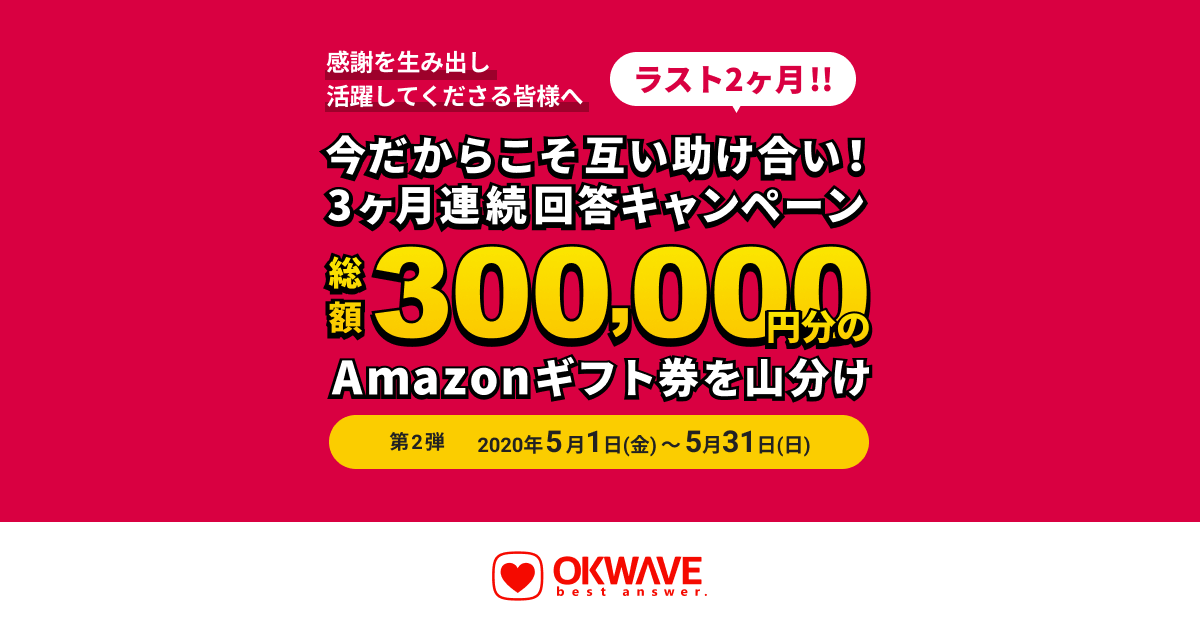 感謝を生み出し
活躍してくださる皆様へ
ラスト2ヶ月!!
今だからこそ互い助け合い！
3ヶ月連続回答キャンペーン
総額300,000円分の
Amazonギフト券を山分け
第2弾 2020年5月1日(金)～5月31日(日)
OKWAVE
best answer.